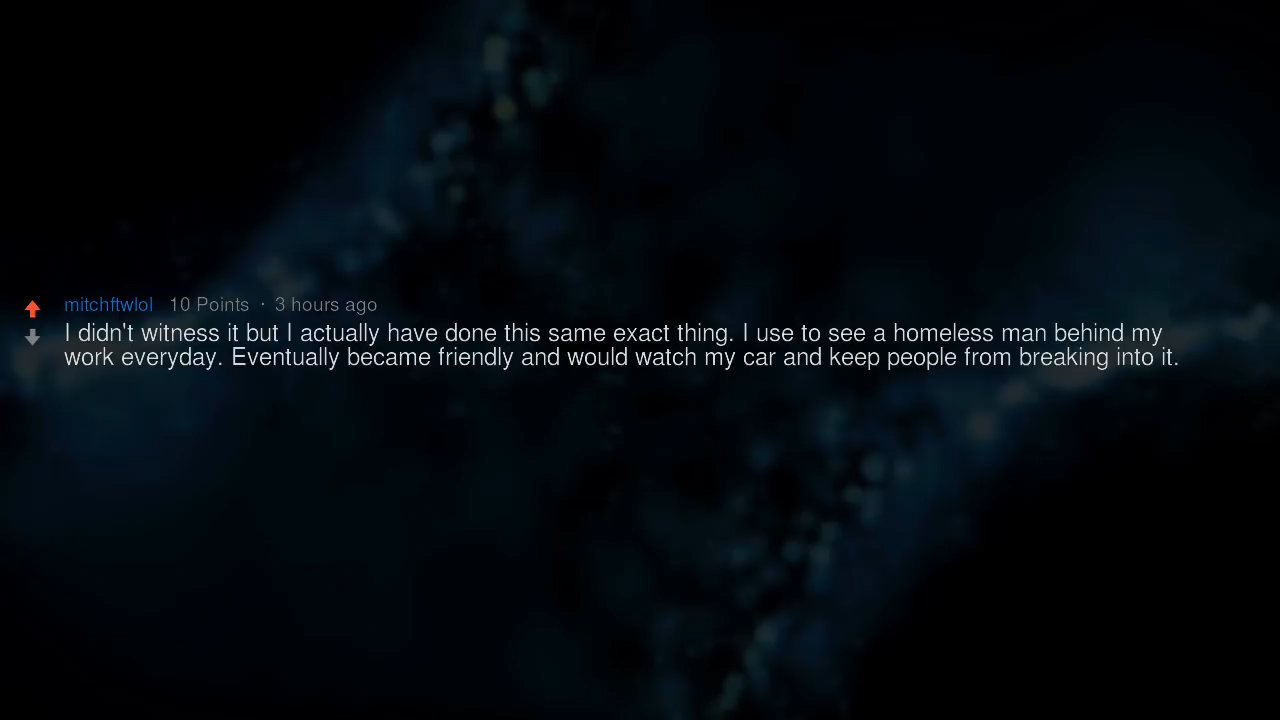 mitchftwlol 10 Points · 3 hours ago
I didn't witness it but I actually have done this same exact thing. I use to see a homeless man behind my
work everyday. Eventually became friendly and would watch my car and keep people from breaking into it.